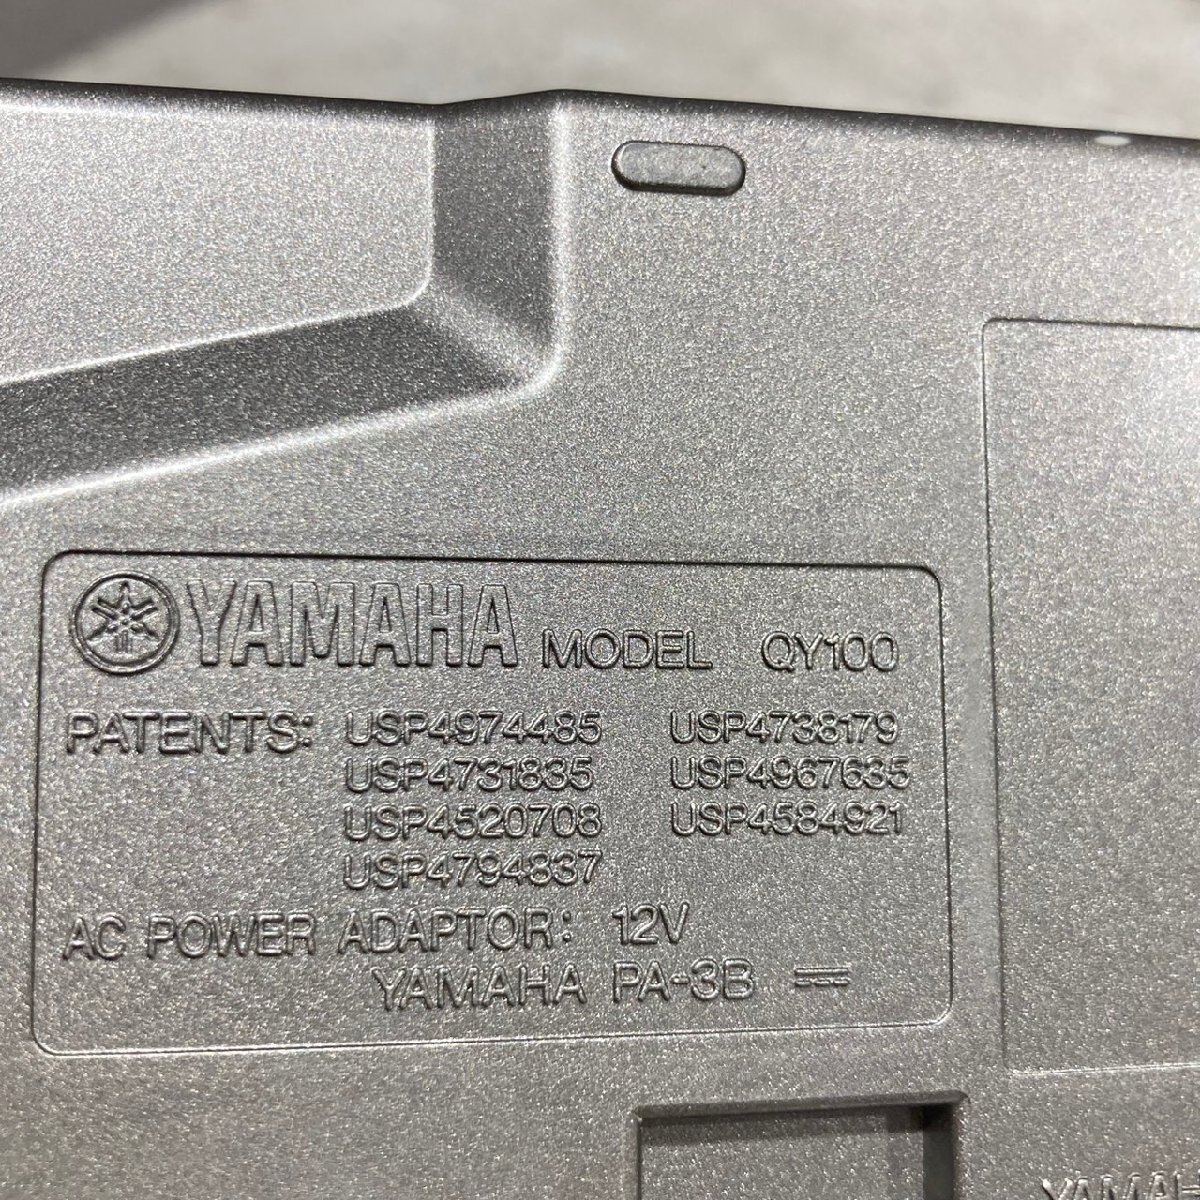 YAMAHA MODEL QY100
PATENTS: USP4974485 USP4738179
USP4731835 USP4967635
USP4520708 USP4584921
USP4794837
AC POWER ADAPTOR: 12V
YAMAHA PA-3B